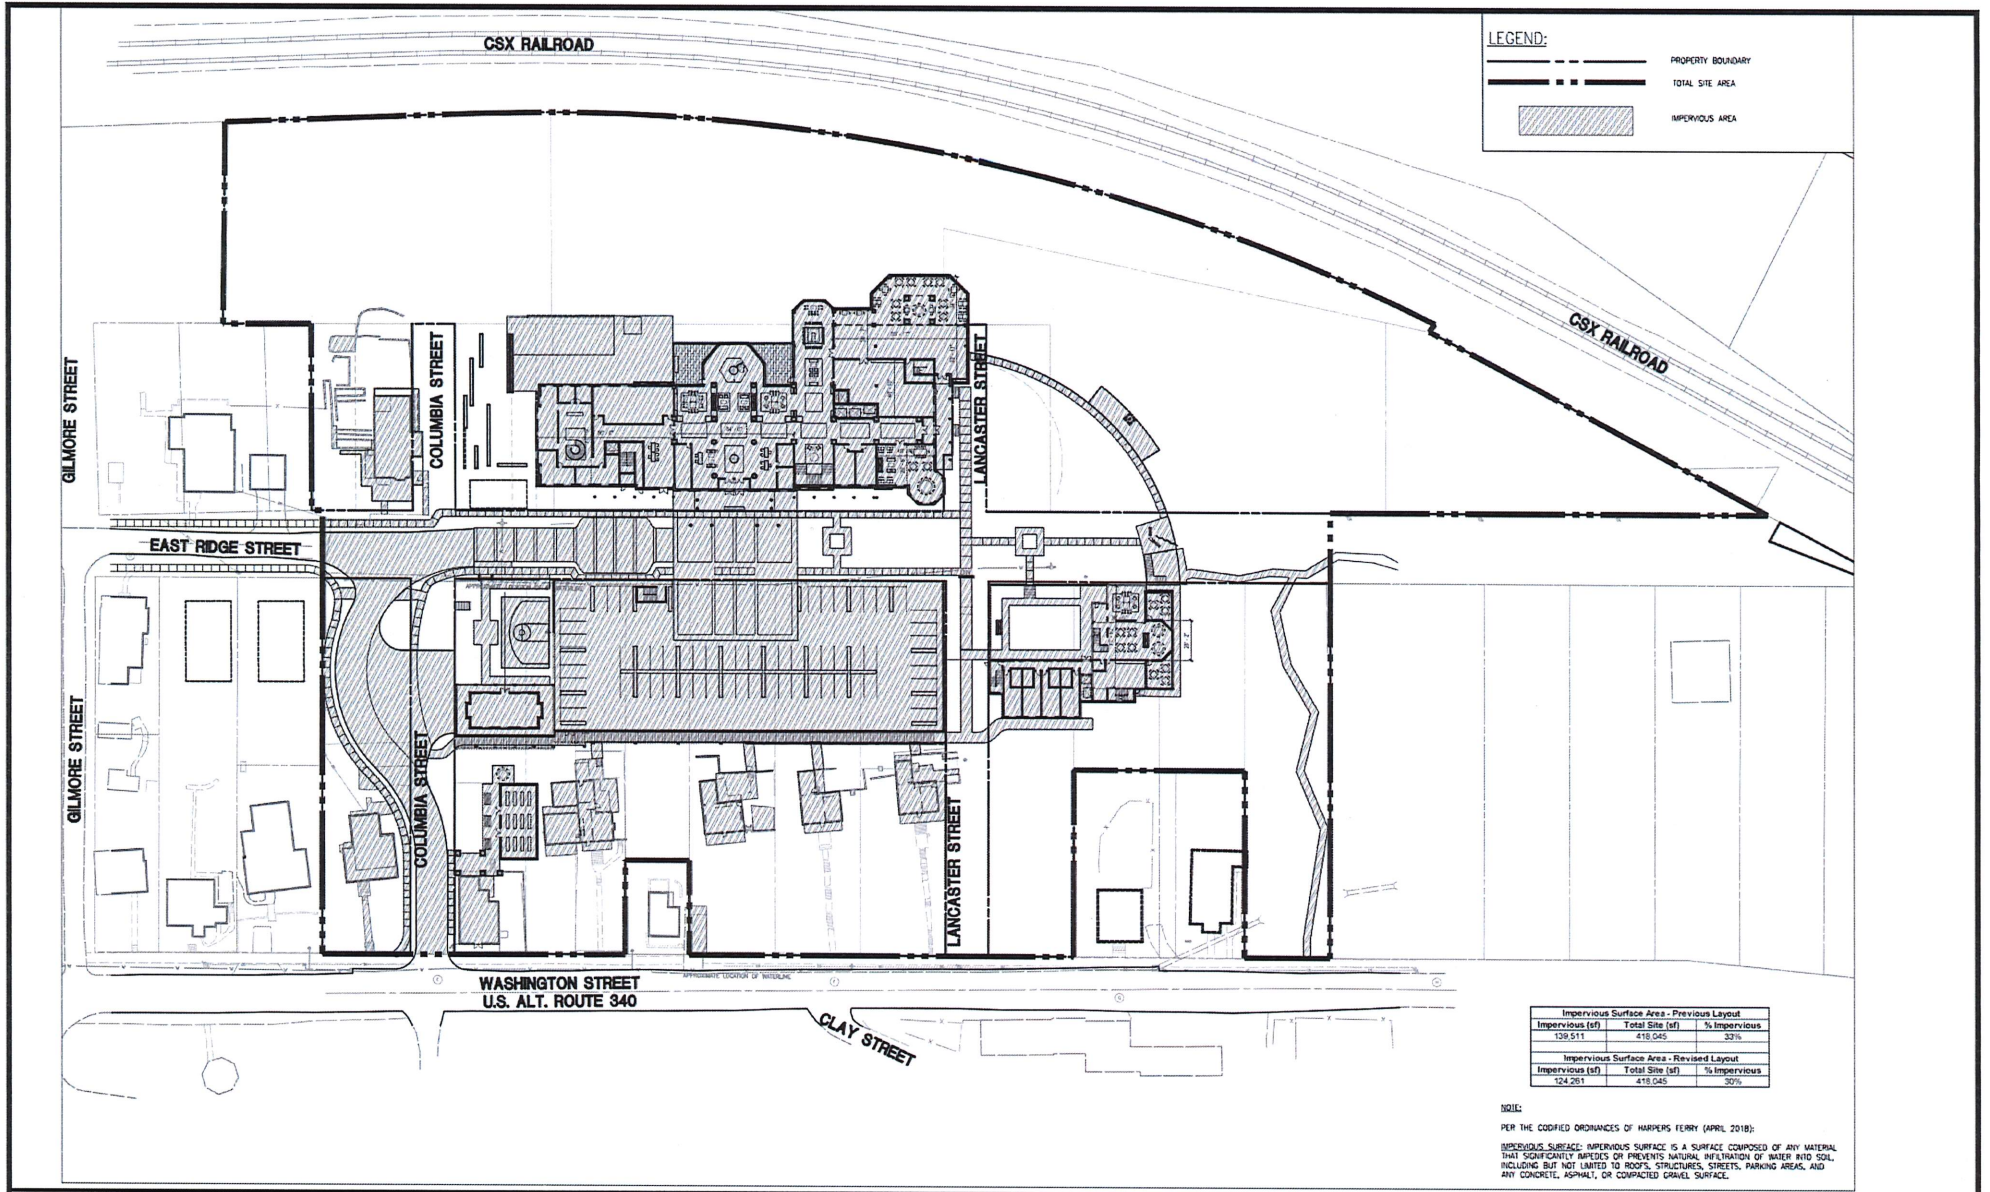 CSX RAILROAD
LEGEND:
PROPERTY BOUNDARY
TOTAL SITE AREA
IMPERVIOUS AREA
CSX RAILROAD
GILMORE STREET
COLUMBIA STREET
LANCASTER STREET
EAST RIDGE STREET
GILMORE STREET
COLUMBIA STREET
LANCASTER STREET
WASHINGTON STREET
U.S. ALT. ROUTE 340
APPROXIMATE LOCATION OF WATERLINE
CLAY STREET
Impervious Surface Area - Previous Layout
Impervious (sf) Total Site (sf) % Impervious
139,511 418,045 33%
Impervious Surface Area - Revised Layout
Impervious (sf) Total Site (sf) % Impervious
124,261 418,045 30%
NOTE:
PER THE CODIFIED ORDINANCES OF HARPERS FERRY (APRIL 2018):
IMPERVIOUS SURFACE: IMPERVIOUS SURFACE IS A SURFACE COMPOSED OF ANY MATERIAL
THAT SIGNIFICANTLY IMPEDES OR PREVENTS NATURAL INFILTRATION OF WATER INTO SOIL,
INCLUDING BUT NOT LIMITED TO ROOFS, STRUCTURES, STREETS, PARKING AREAS, AND
ANY CONCRETE, ASPHALT, OR COMPACTED GRAVEL SURFACE.